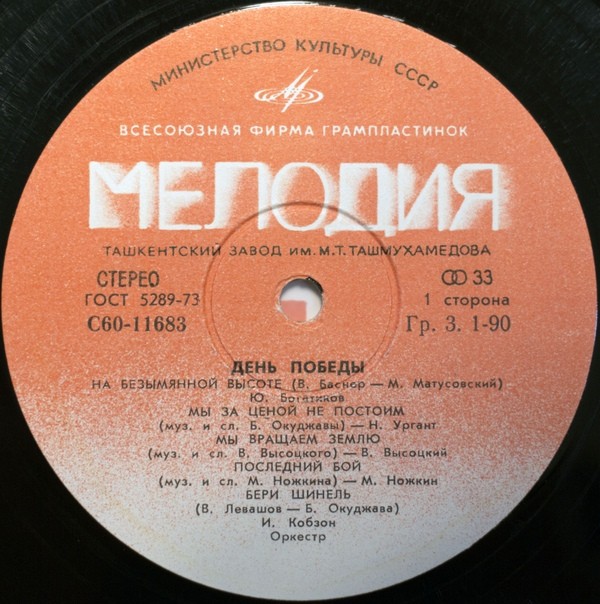 МИНИСТЕРСТВО КУЛЬТУРЫ СССР
ВСЕСОЮЗНАЯ ФИРМА ГРАМПЛАСТИНОК
МЕЛОДИЯ
ТАШКЕНТСКИЙ ЗАВОД им. М.Т. ТАШМУХАМЕДОВА
СТЕРЕО 33
ГОСТ 5289-73 1 сторона
С60-11683 Гр. 3. 1-90
ДЕНЬ ПОБЕДЫ
НА БЕЗЫМЯННОЙ ВЫСОТЕ (В. Баснер — М. Матусовский)
Ю. Богатиков
МЫ ЗА ЦЕНОЙ НЕ ПОСТОИМ
(муз. и сл. Б. Окуджавы) — Н. Ургант
МЫ ВРАЩАЕМ ЗЕМЛЮ
(муз. и сл. В. Высоцкого) — В. Высоцкий
ПОСЛЕДНИЙ БОЙ
(муз. и сл. М. Ножкина) — М. Ножкин
БЕРИ ШИНЕЛЬ
(В. Левашов — Б. Окуджава)
И. Кобзон
Оркестр